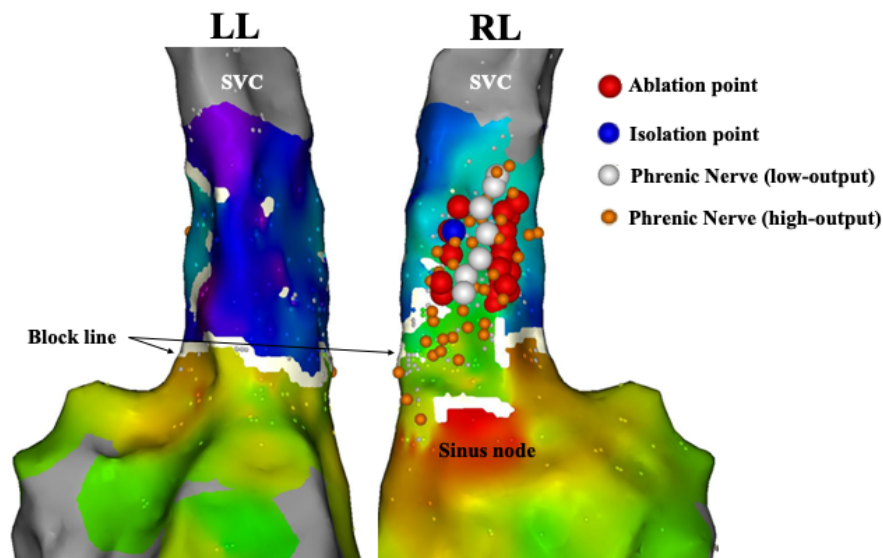 LL
RL
SVC
SVC
Ablation point
Isolation point
Phrenic Nerve (low-output)
Phrenic Nerve (high-output)
Block line
Sinus node